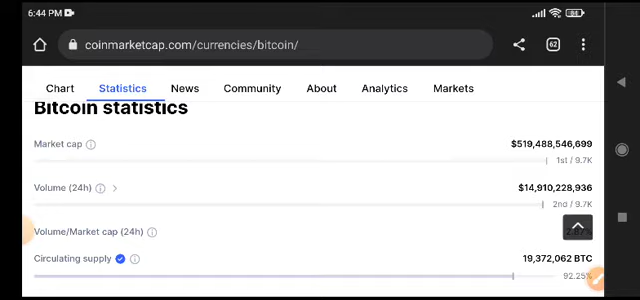 6:44 PM
coinmarketcap.com/currencies/bitcoin/
62
Chart Statistics News Community About Analytics Markets
Bitcoin statistics
Market cap $519,488,546,699
1st / 9.7K
Volume (24h) $14,910,228,936
2nd / 9.7K
Volume/Market cap (24h)
Circulating supply 19,372,062 BTC
92.25%